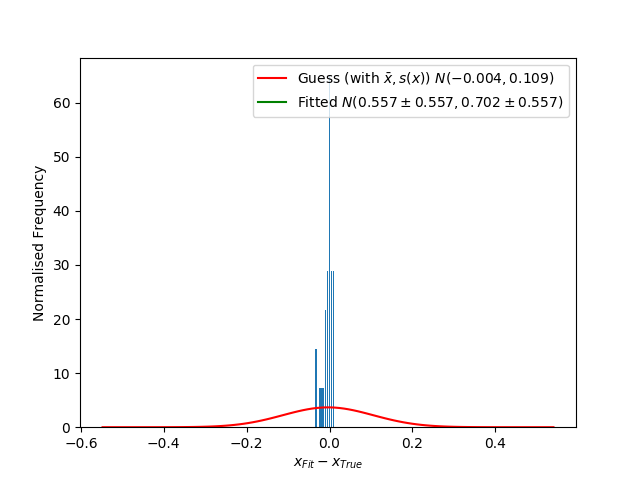 Guess (with x̄, s(x)) N(−0.004, 0.109)
Fitted N(0.557 ± 0.557, 0.702 ± 0.557)
60
50
40
30
20
10
0
Normalised Frequency
−0.6 −0.4 −0.2 0.0 0.2 0.4
x_Fit − x_True